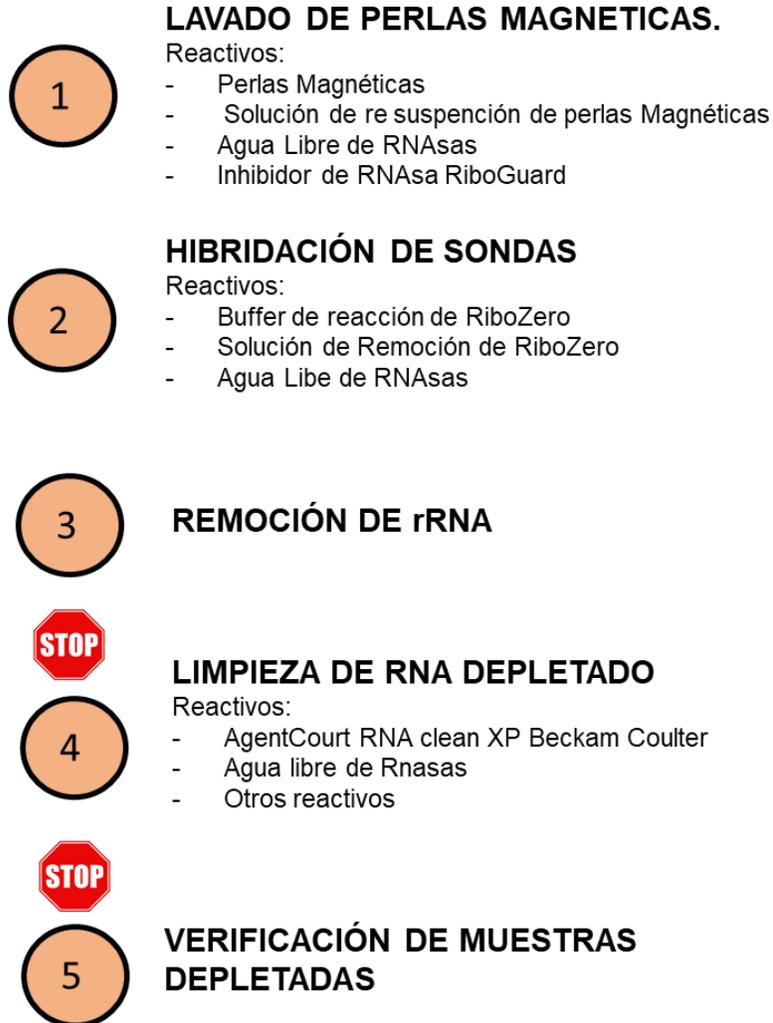 LAVADO DE PERLAS MAGNETICAS.
1
Reactivos:
- Perlas Magnéticas
- Solución de re suspención de perlas Magnéticas
- Agua Libre de RNAsas
- Inhibidor de RNAsa RiboGuard
HIBRIDACIÓN DE SONDAS
2
Reactivos:
- Buffer de reacción de RiboZero
- Solución de Remoción de RiboZero
- Agua Libe de RNAsas
3
REMOCIÓN DE rRNA
STOP
LIMPIEZA DE RNA DEPLETADO
4
Reactivos:
- AgentCourt RNA clean XP Beckam Coulter
- Agua libre de Rnasas
- Otros reactivos
STOP
5
VERIFICACIÓN DE MUESTRAS
DEPLETADAS